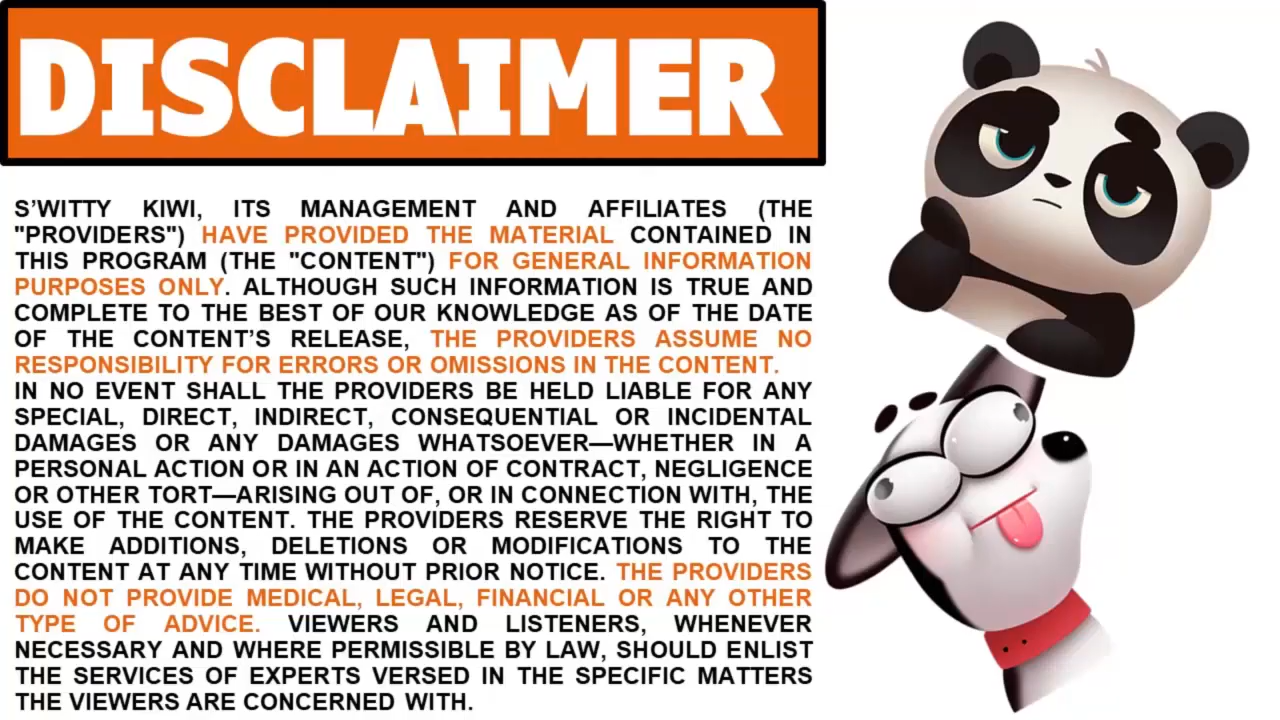 DISCLAIMER
S’WITTY KIWI, ITS MANAGEMENT AND AFFILIATES (THE
"PROVIDERS") HAVE PROVIDED THE MATERIAL CONTAINED IN
THIS PROGRAM (THE "CONTENT") FOR GENERAL INFORMATION
PURPOSES ONLY. ALTHOUGH SUCH INFORMATION IS TRUE AND
COMPLETE TO THE BEST OF OUR KNOWLEDGE AS OF THE DATE
OF THE CONTENT’S RELEASE, THE PROVIDERS ASSUME NO
RESPONSIBILITY FOR ERRORS OR OMISSIONS IN THE CONTENT.
IN NO EVENT SHALL THE PROVIDERS BE HELD LIABLE FOR ANY
SPECIAL, DIRECT, INDIRECT, CONSEQUENTIAL OR INCIDENTAL
DAMAGES OR ANY DAMAGES WHATSOEVER—WHETHER IN A
PERSONAL ACTION OR IN AN ACTION OF CONTRACT, NEGLIGENCE
OR OTHER TORT—ARISING OUT OF, OR IN CONNECTION WITH, THE
USE OF THE CONTENT. THE PROVIDERS RESERVE THE RIGHT TO
MAKE ADDITIONS, DELETIONS OR MODIFICATIONS TO THE
CONTENT AT ANY TIME WITHOUT PRIOR NOTICE. THE PROVIDERS
DO NOT PROVIDE MEDICAL, LEGAL, FINANCIAL OR ANY OTHER
TYPE OF ADVICE. VIEWERS AND LISTENERS, WHENEVER
NECESSARY AND WHERE PERMISSIBLE BY LAW, SHOULD ENLIST
THE SERVICES OF EXPERTS VERSED IN THE SPECIFIC MATTERS
THE VIEWERS ARE CONCERNED WITH.